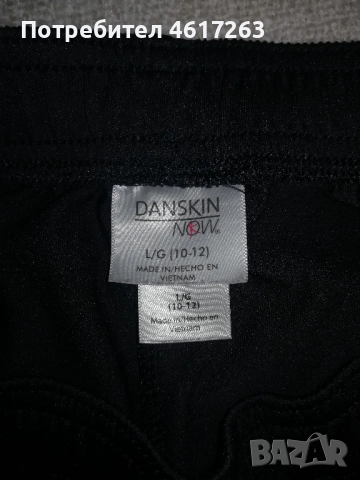 Потребител 4617263
DANSKIN
NOW®
L/G (10-12)
MADE IN/HECHO EN
VIETNAM
L/G
(10-12)
Made in/Hecho en
Vietnam
BAZAR